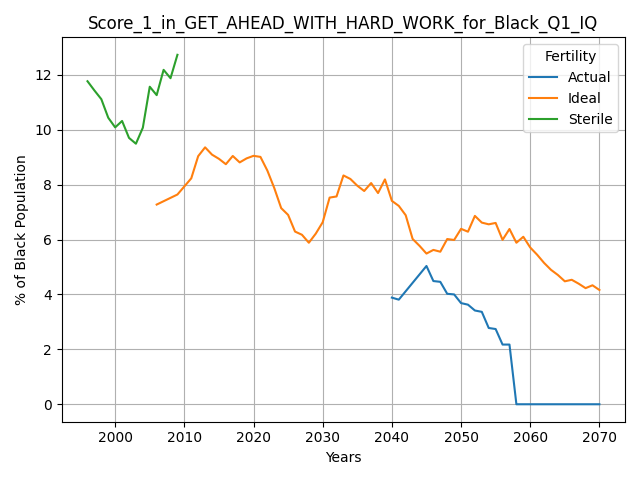 Score_1_in_GET_AHEAD_WITH_HARD_WORK_for_Black_Q1_IQ
Fertility
Actual
Ideal
Sterile
% of Black Population
12
10
8
6
4
2
0
2000 2010 2020 2030 2040 2050 2060 2070
Years